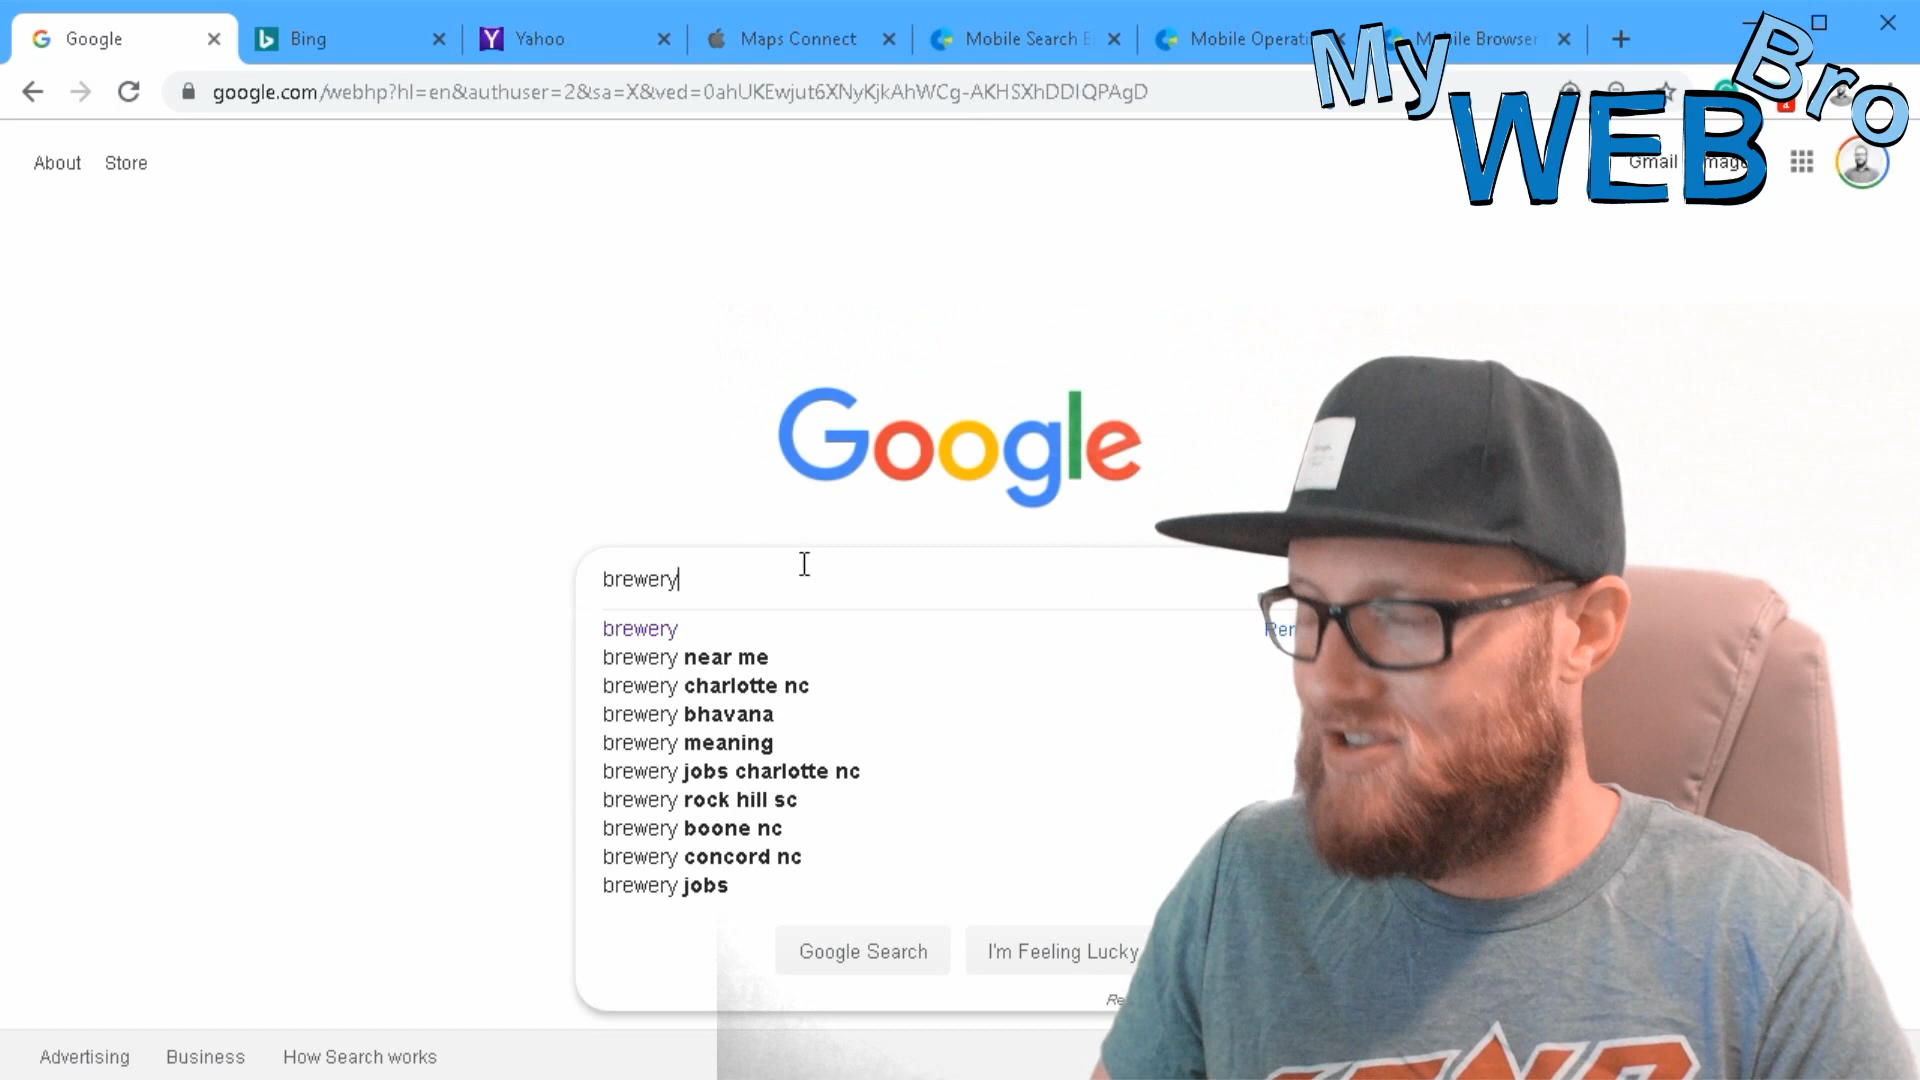 Google
Bing
Yahoo
Maps Connect
Mobile Search
Mobile Operati
Browser
My
WEB
Bro
google.com/webhp?hl=en&authuser=2&sa=X&ved=0ahUKEwjut6XNyKjkAhWCg-AKHSXhDDIQPAgD
About
Store
Gmail
Google
brewery
brewery
brewery near me
brewery charlotte nc
brewery bhavana
brewery meaning
brewery jobs charlotte nc
brewery rock hill sc
brewery boone nc
brewery concord nc
brewery jobs
Google Search
I'm Feeling Lucky
Advertising
Business
How Search works